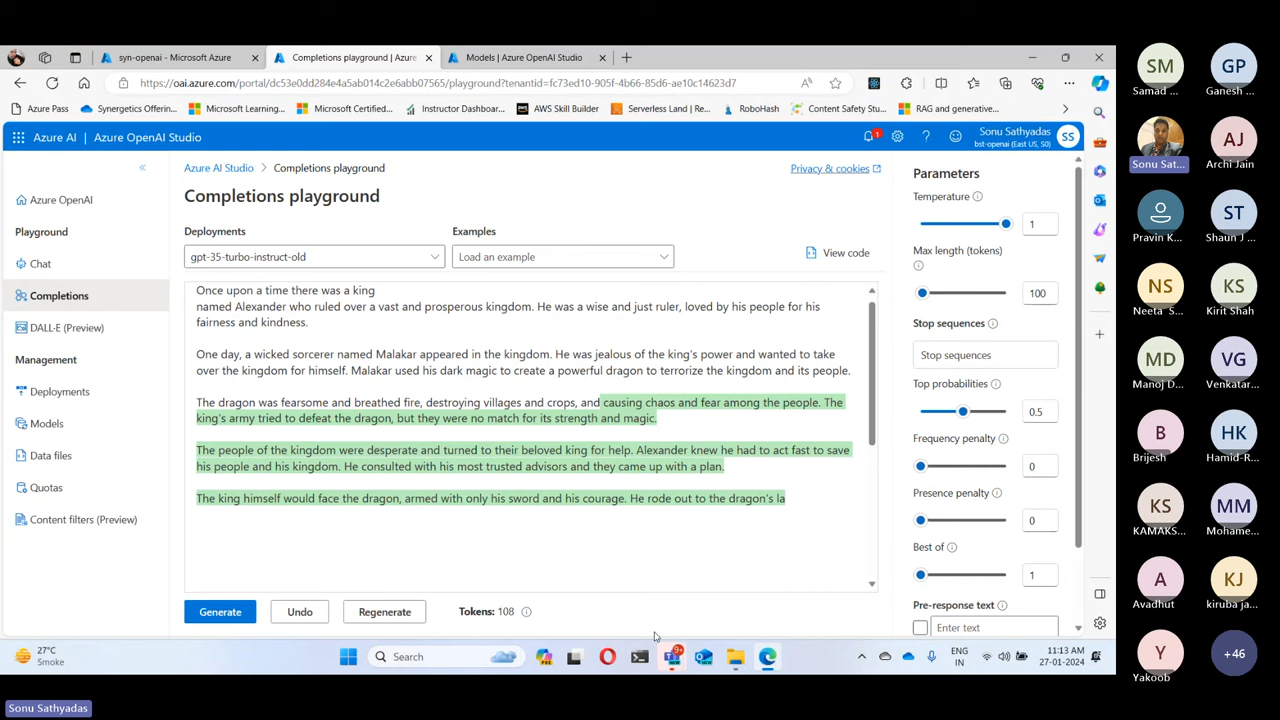 syn-openai - Microsoft Azure
Completions playground | Azure
Models | Azure OpenAI Studio
https://oai.azure.com/portal/dc53e0dd284e4a5ab014c2e6abb07565/playground?tenantid=fc73ed10-905f-4b66-85d6-ae10c14623d7
Azure Pass
Synergetics Offerin...
Microsoft Learning...
Microsoft Certified...
Instructor Dashboar...
AWS Skill Builder
Serverless Land | Re...
RoboHash
Content Safety Stu...
RAG and generative...
Azure AI | Azure OpenAI Studio
1
Sonu Sathyadas
bst-openai (East US, S0)
SS
Azure OpenAI
Playground
Chat
Completions
DALL·E (Preview)
Management
Deployments
Models
Data files
Quotas
Content filters (Preview)
Azure AI Studio > Completions playground
Privacy & cookies
Completions playground
Deployments
Examples
gpt-35-turbo-instruct-old
Load an example
View code
Once upon a time there was a king
named Alexander who ruled over a vast and prosperous kingdom. He was a wise and just ruler, loved by his people for his
fairness and kindness.
One day, a wicked sorcerer named Malakar appeared in the kingdom. He was jealous of the king's power and wanted to take
over the kingdom for himself. Malakar used his dark magic to create a powerful dragon to terrorize the kingdom and its people.
The dragon was fearsome and breathed fire, destroying villages and crops, and causing chaos and fear among the people. The
king's army tried to defeat the dragon, but they were no match for its strength and magic.
The people of the kingdom were desperate and turned to their beloved king for help. Alexander knew he had to act fast to save
his people and his kingdom. He consulted with his most trusted advisors and they came up with a plan.
The king himself would face the dragon, armed with only his sword and his courage. He rode out to the dragon's la
Generate
Undo
Regenerate
Tokens: 108
Parameters
Temperature
1
Max length (tokens)
100
Stop sequences
Stop sequences
Top probabilities
0.5
Frequency penalty
0
Presence penalty
0
Best of
1
Pre-response text
Enter text
27°C
Smoke
Search
9+
ENG
IN
11:13 AM
27-01-2024
SM
Samad ...
GP
Ganesh ...
Sonu Sat...
AJ
Archi Jain
Pravin K...
ST
Shaun J ...
NS
Neeta S...
KS
Kirit Shah
MD
Manoj D...
VG
Venkatar...
B
Brijesh
HK
Hamid-R...
KS
KAMAKS...
MM
Mohame...
A
Avadhut
KJ
kiruba ja...
Y
Yakoob
+46
Sonu Sathyadas